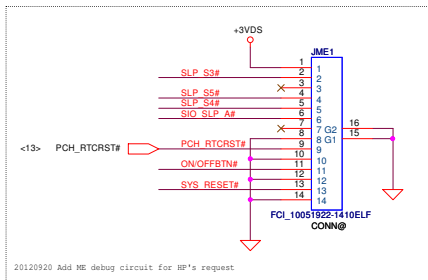 +3VDS
JME1
1 1
SLP_S3# 2 2
3 3
SLP_S5# 4 4
SLP_S4# 5 5
SIO_SLP_A# 6 6
7 7 G2 16
8 8 G1 15
<13> PCH_RTCRST# PCH_RTCRST# 9 9
10 10
ON/OFFBTN# 11 11
12 12
SYS_RESET# 13 13
14 14
FCI_10051922-1410ELF
CONN@
20120920 Add ME debug circuit for HP's request